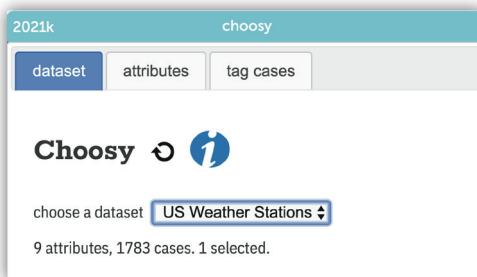 2021k choosy
dataset attributes tag cases
Choosy
choose a dataset US Weather Stations
9 attributes, 1783 cases. 1 selected.